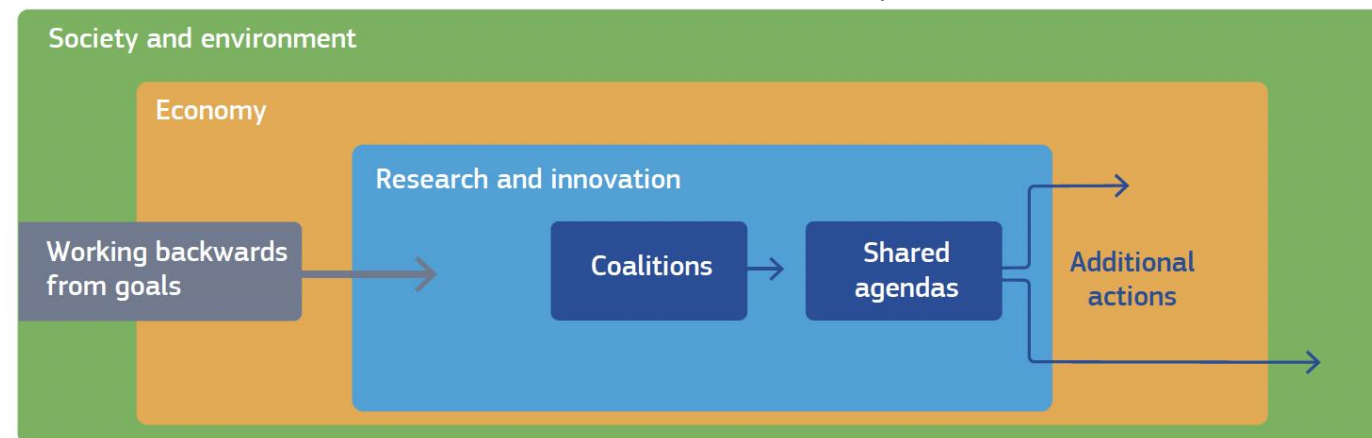 Society and environment
Economy
Research and innovation
Working backwards
from goals
Coalitions
Shared
agendas
Additional
actions